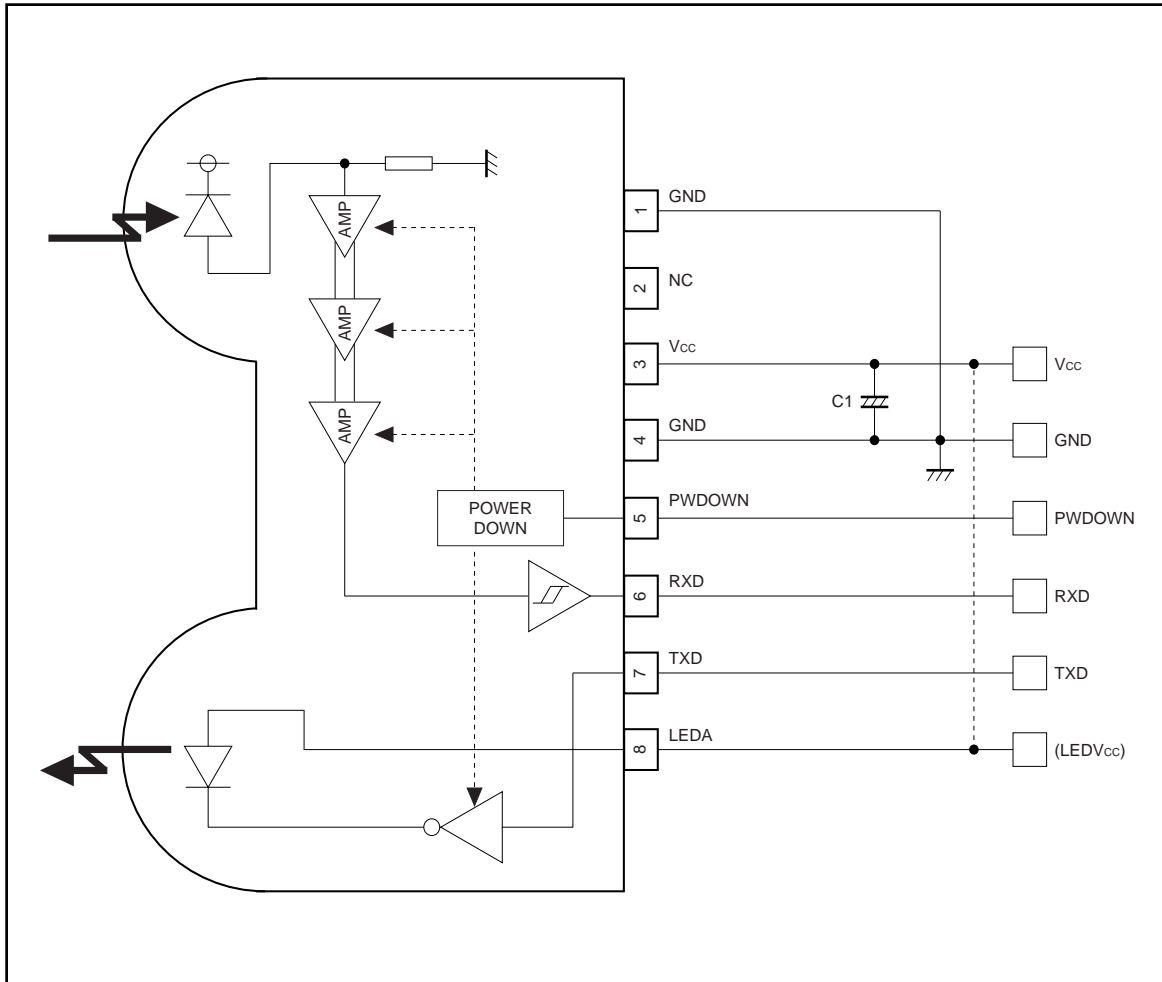 AMP
AMP
AMP
POWER
DOWN
1
GND
2
NC
3
Vcc
4
GND
5
PWDOWN
6
RXD
7
TXD
8
LEDA
C1
Vcc
GND
PWDOWN
RXD
TXD
(LEDVcc)